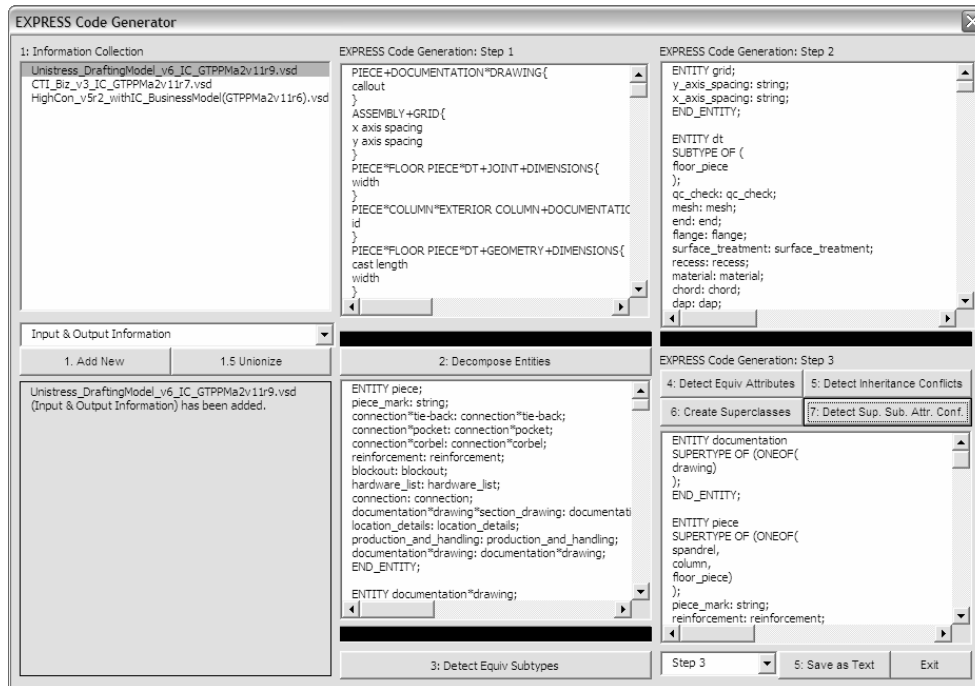 EXPRESS Code Generator
1: Information Collection
Unistress_DraftingModel_v6_IC_GTPPMa2v11r9.vsd
CTI_Biz_v3_IC_GTPPMa2v11r7.vsd
HighCon_v5r2_withIC_BusinessModel(GTPPMa2v11r6).vsd
Input & Output Information
1. Add New
1.5 Unionize
Unistress_DraftingModel_v6_IC_GTPPMa2v11r9.vsd
(Input & Output Information) has been added.
EXPRESS Code Generation: Step 1
PIECE+DOCUMENTATION*DRAWING{
callout
}
ASSEMBLY+GRID{
x axis spacing
y axis spacing
}
PIECE*FLOOR PIECE*DT+JOINT+DIMENSIONS{
width
}
PIECE*COLUMN*EXTERIOR COLUMN+DOCUMENTATIO
id
}
PIECE*FLOOR PIECE*DT+GEOMETRY+DIMENSIONS{
cast length
width
}
2: Decompose Entities
ENTITY piece;
piece_mark: string;
connection*tie-back: connection*tie-back;
connection*pocket: connection*pocket;
connection*corbel: connection*corbel;
reinforcement: reinforcement;
blockout: blockout;
hardware_list: hardware_list;
connection: connection;
documentation*drawing*section_drawing: documentati
location_details: location_details;
production_and_handling: production_and_handling;
documentation*drawing: documentation*drawing;
END_ENTITY;
ENTITY documentation*drawing;
3: Detect Equiv Subtypes
EXPRESS Code Generation: Step 2
ENTITY grid;
y_axis_spacing: string;
x_axis_spacing: string;
END_ENTITY;
ENTITY dt
SUBTYPE OF (
floor_piece
);
qc_check: qc_check;
mesh: mesh;
end: end;
flange: flange;
surface_treatment: surface_treatment;
recess: recess;
material: material;
chord: chord;
dap: dap;
EXPRESS Code Generation: Step 3
4: Detect Equiv Attributes
5: Detect Inheritance Conflicts
6: Create Superclasses
7: Detect Sup. Sub. Attr. Conf.
ENTITY documentation
SUPERTYPE OF (ONEOF(
drawing)
);
END_ENTITY;
ENTITY piece
SUPERTYPE OF (ONEOF(
spandrel,
column,
floor_piece)
);
piece_mark: string;
reinforcement: reinforcement;
Step 3
5: Save as Text
Exit